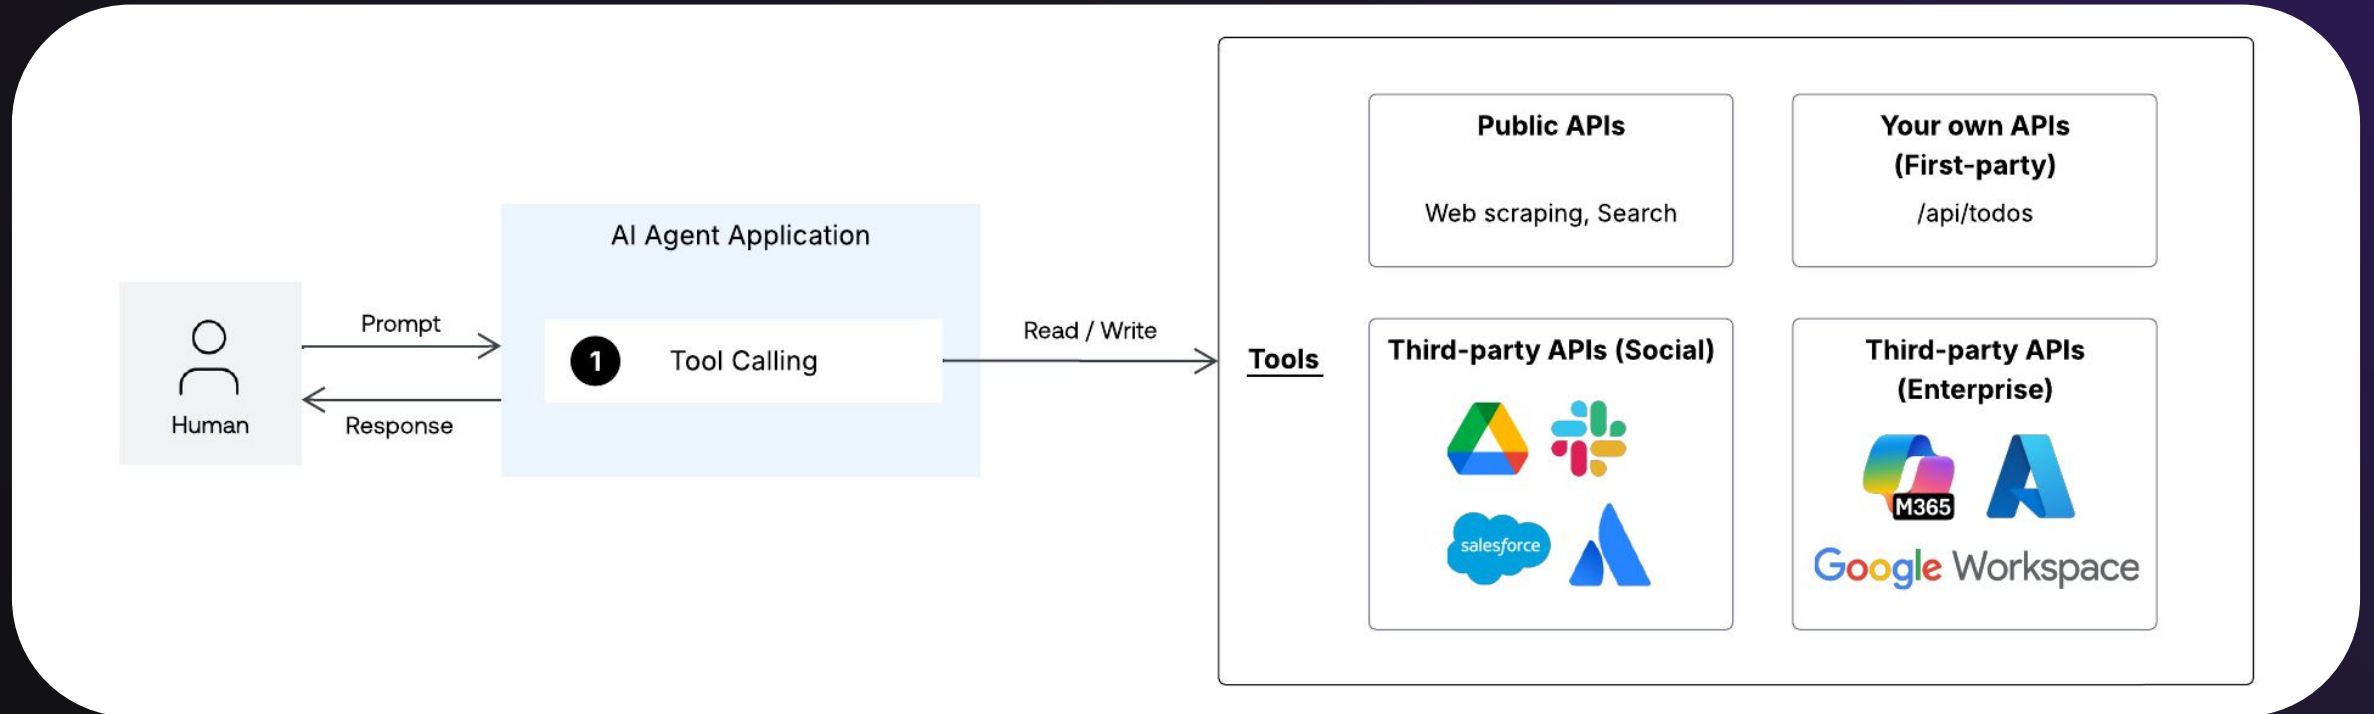 Human
Prompt
Response
AI Agent Application
1
Tool Calling
Read / Write
Tools
Public APIs
Web scraping, Search
Your own APIs
(First-party)
/api/todos
Third-party APIs (Social)
salesforce
Third-party APIs
(Enterprise)
M365
Google Workspace